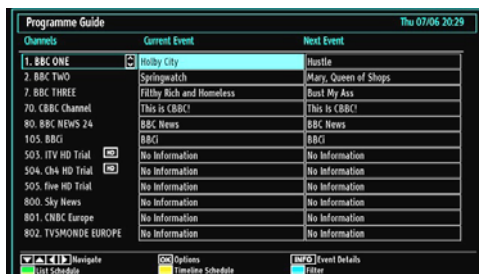 Programme Guide Thu 07/06 20:29
Channels Current Event Next Event
1. BBC ONE Holby City Hustle
2. BBC TWO Springwatch Mary, Queen of Shops
7. BBC THREE Filthy Rich and Homeless Bust My Ass
70. CBBC Channel This is CBBC! This Is CBBC!
80. BBC NEWS 24 BBC News BBC News
105. BBCi BBCi BBCi
503. ITV HD Trial HD No Information No Information
504. Ch4 HD Trial HD No Information No Information
505. five HD Trial No Information No Information
800. Sky News No Information No Information
801. CNBC Europe No Information No Information
802. TV5MONDE EUROPE No Information No Information
Navigate OK Options INFO Event Details
List Schedule Timeline Schedule Filter